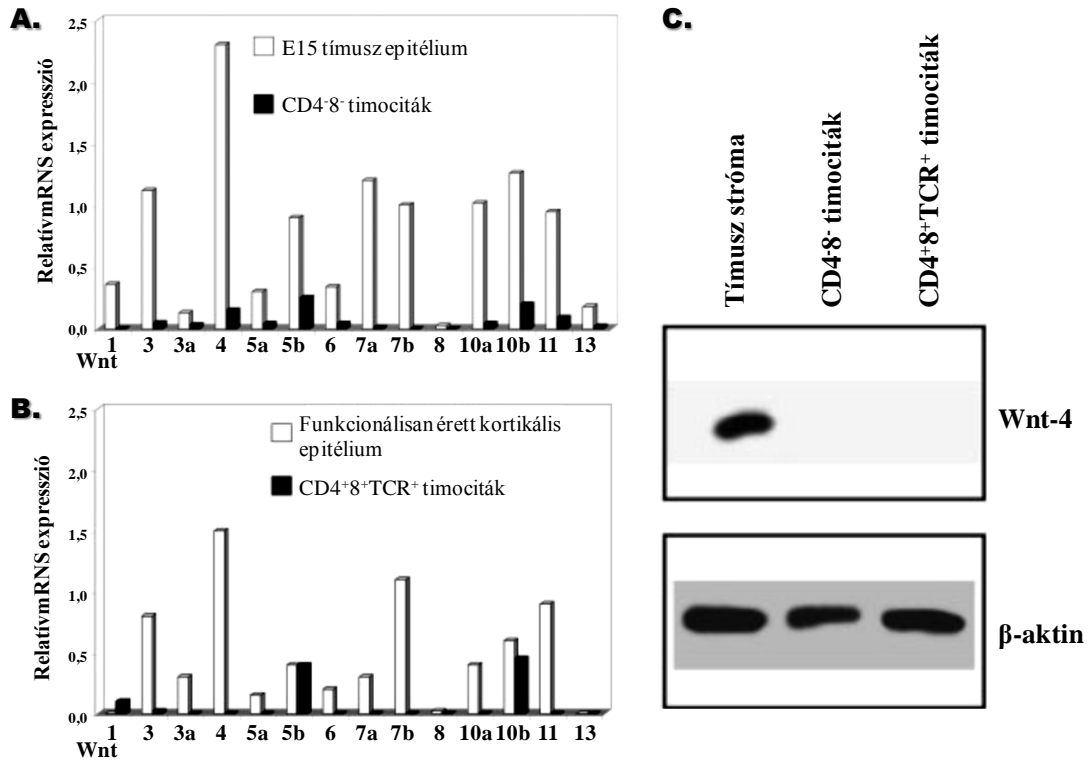 A.
2,5
2,0
1,5
1,0
0,5
0,0
Relatív mRNS expresszió
E15 tímusz epitélium
CD4-8- timociták
1 3 3a 4 5a 5b 6 7a 7b 8 10a 10b 11 13
Wnt
B.
2,5
2,0
1,5
1,0
0,5
0,0
Relatív mRNS expresszió
Funkcionálisan érett kortikális
epitélium
CD4+8+TCR+ timociták
1 3 3a 4 5a 5b 6 7a 7b 8 10a 10b 11 13
Wnt
C.
Tímusz stróma
CD4-8- timociták
CD4+8+TCR+ timociták
Wnt-4
β-aktin